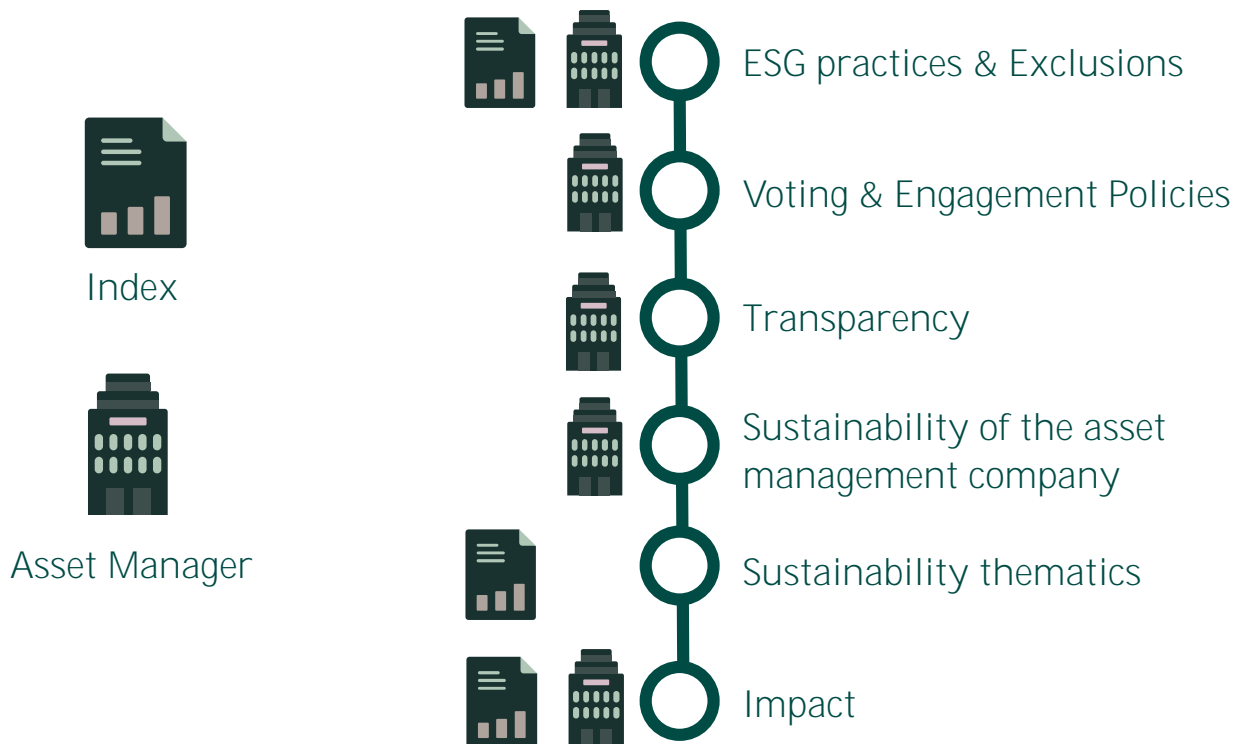 ESG practices & Exclusions
Voting & Engagement Policies
Index
Transparency
Sustainability of the asset
management company
Asset Manager
Sustainability thematics
Impact